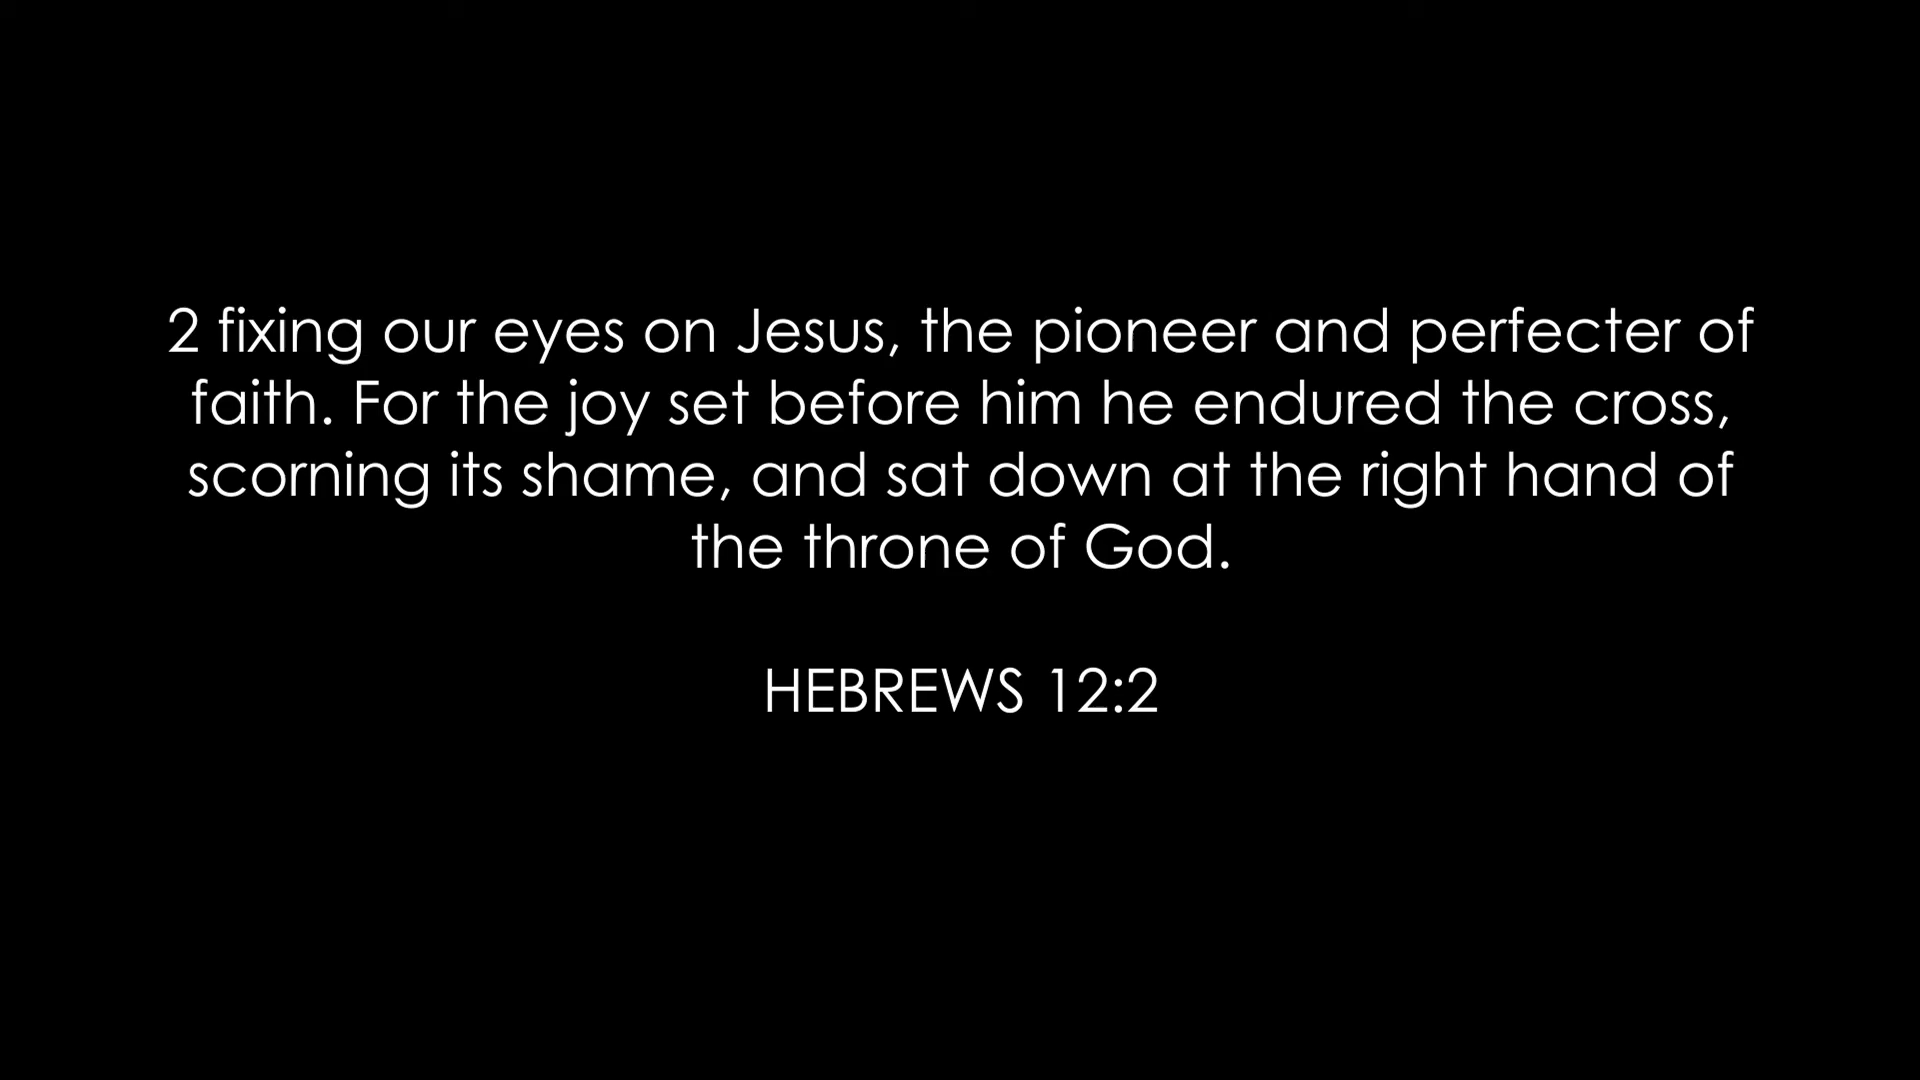 2 fixing our eyes on Jesus, the pioneer and perfecter of
faith. For the joy set before him he endured the cross,
scorning its shame, and sat down at the right hand of
the throne of God.
HEBREWS 12:2